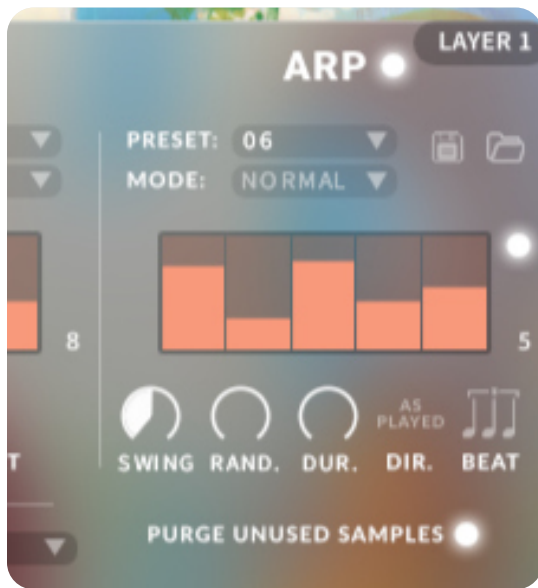 LAYER 1
ARP
PRESET: 06
MODE: NORMAL
8
5
AS
PLAYED
T SWING RAND. DUR. DIR. BEAT
PURGE UNUSED SAMPLES